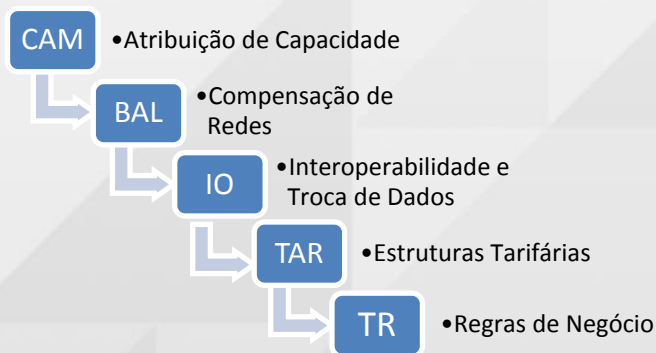 CAM
•Atribuição de Capacidade
BAL
•Compensação de
Redes
IO
•Interoperabilidade e
Troca de Dados
TAR
•Estruturas Tarifárias
TR
•Regras de Negócio